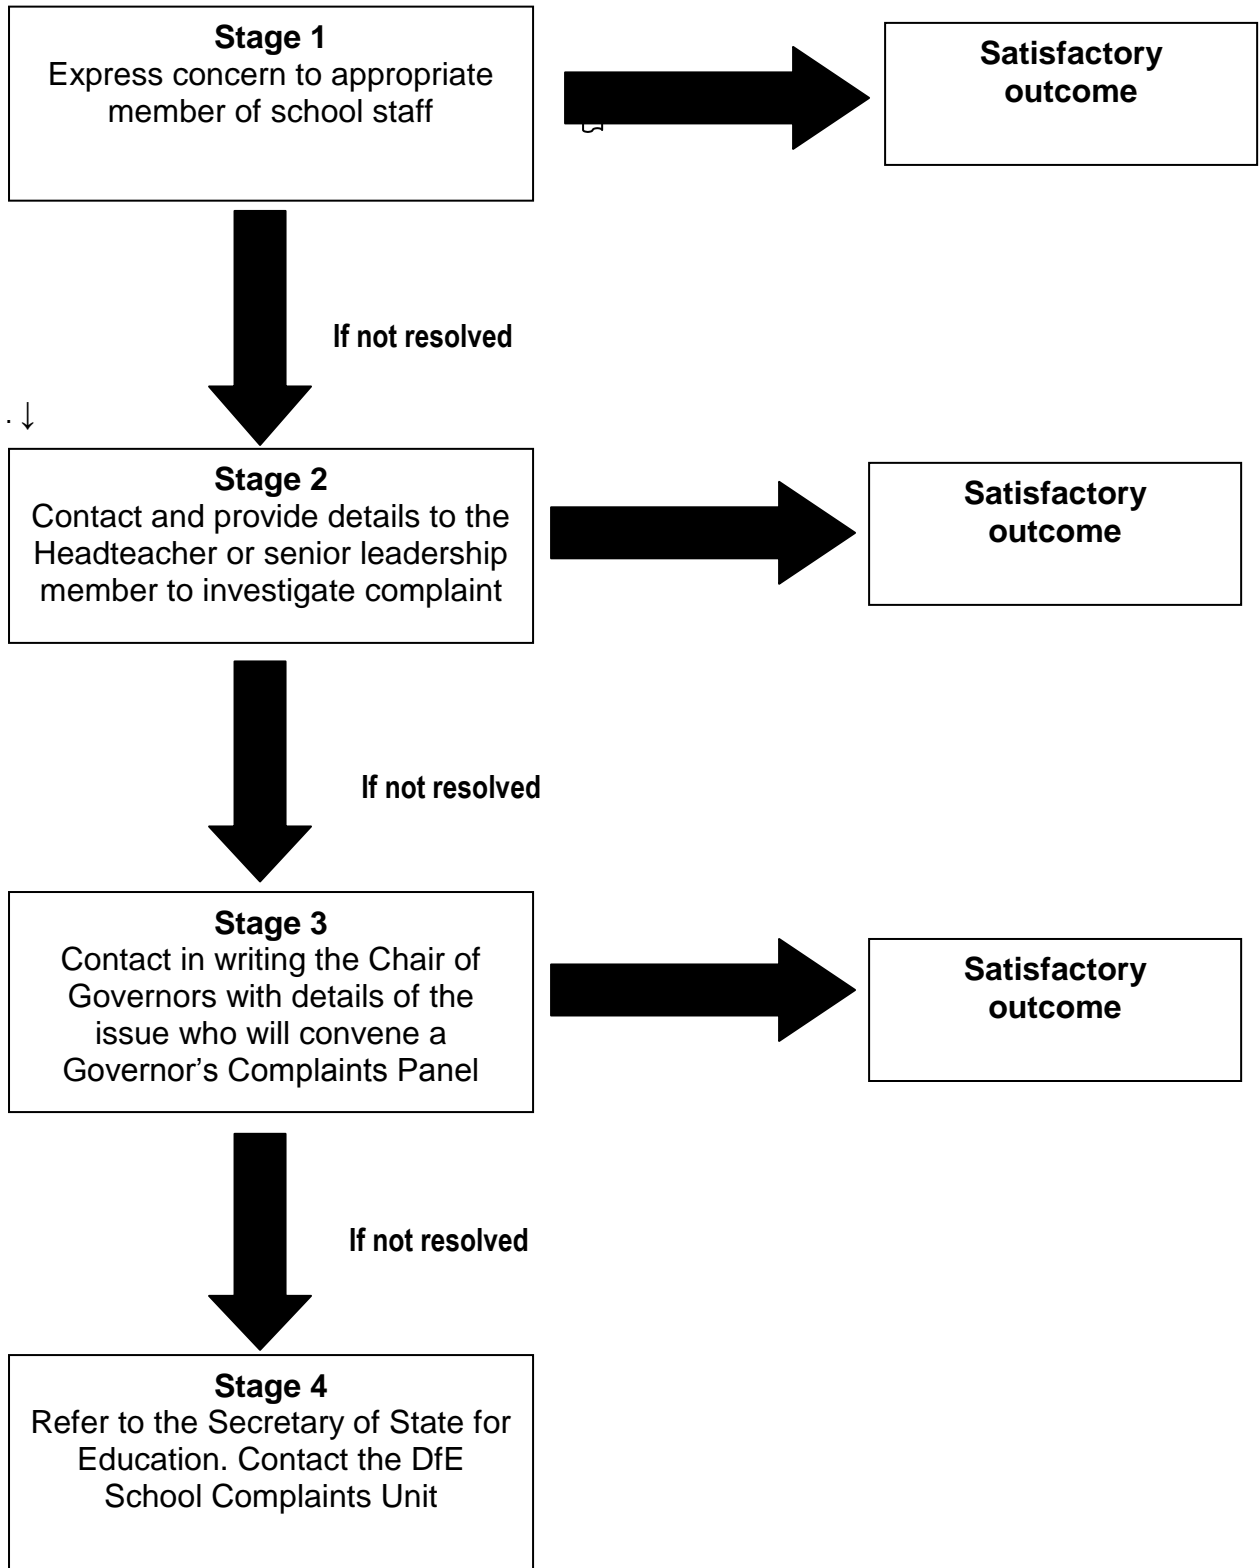 Stage 1
Express concern to appropriate
member of school staff
Satisfactory
outcome
If not resolved
. ↓
Stage 2
Contact and provide details to the
Headteacher or senior leadership
member to investigate complaint
Satisfactory
outcome
If not resolved
Stage 3
Contact in writing the Chair of
Governors with details of the
issue who will convene a
Governor’s Complaints Panel
Satisfactory
outcome
If not resolved
Stage 4
Refer to the Secretary of State for
Education. Contact the DfE
School Complaints Unit